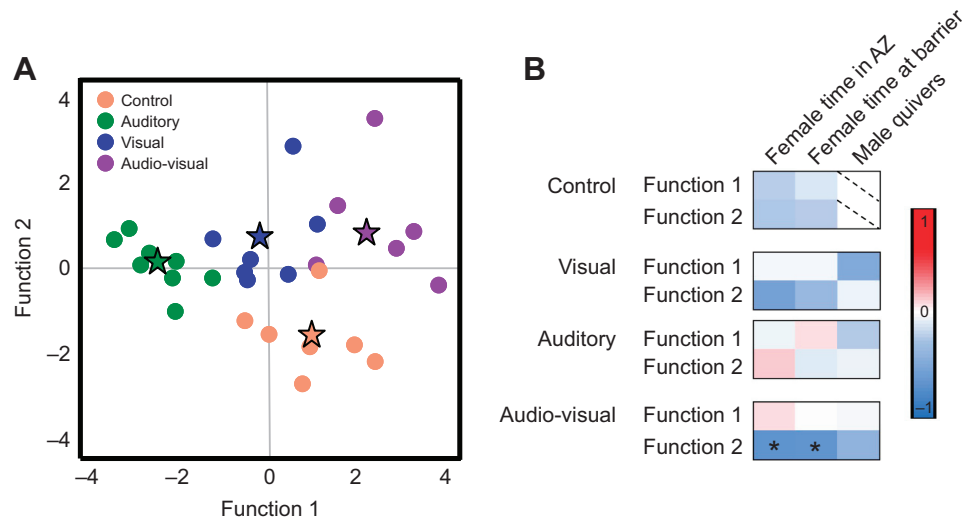 A
4
2
0
–2
–4
Function 2
–4
–2
0
2
4
Function 1
Control
Auditory
Visual
Audio-visual
B
Female time in AZ
Female time at barrier
Male quivers
Control
Function 1
Function 2
Visual
Function 1
Function 2
Auditory
Function 1
Function 2
Audio-visual
Function 1
Function 2
* *
1
0
–1